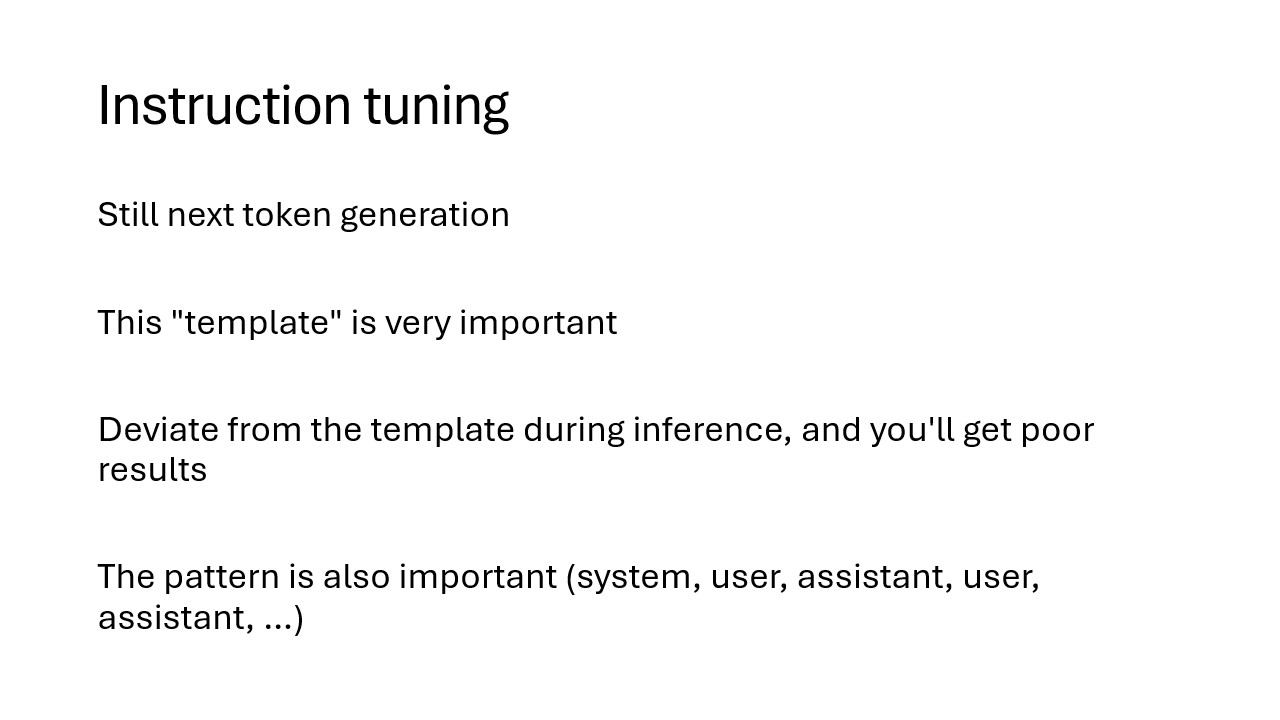 Instruction tuning
Still next token generation
This "template" is very important
Deviate from the template during inference, and you'll get poor
results
The pattern is also important (system, user, assistant, user,
assistant, ...)